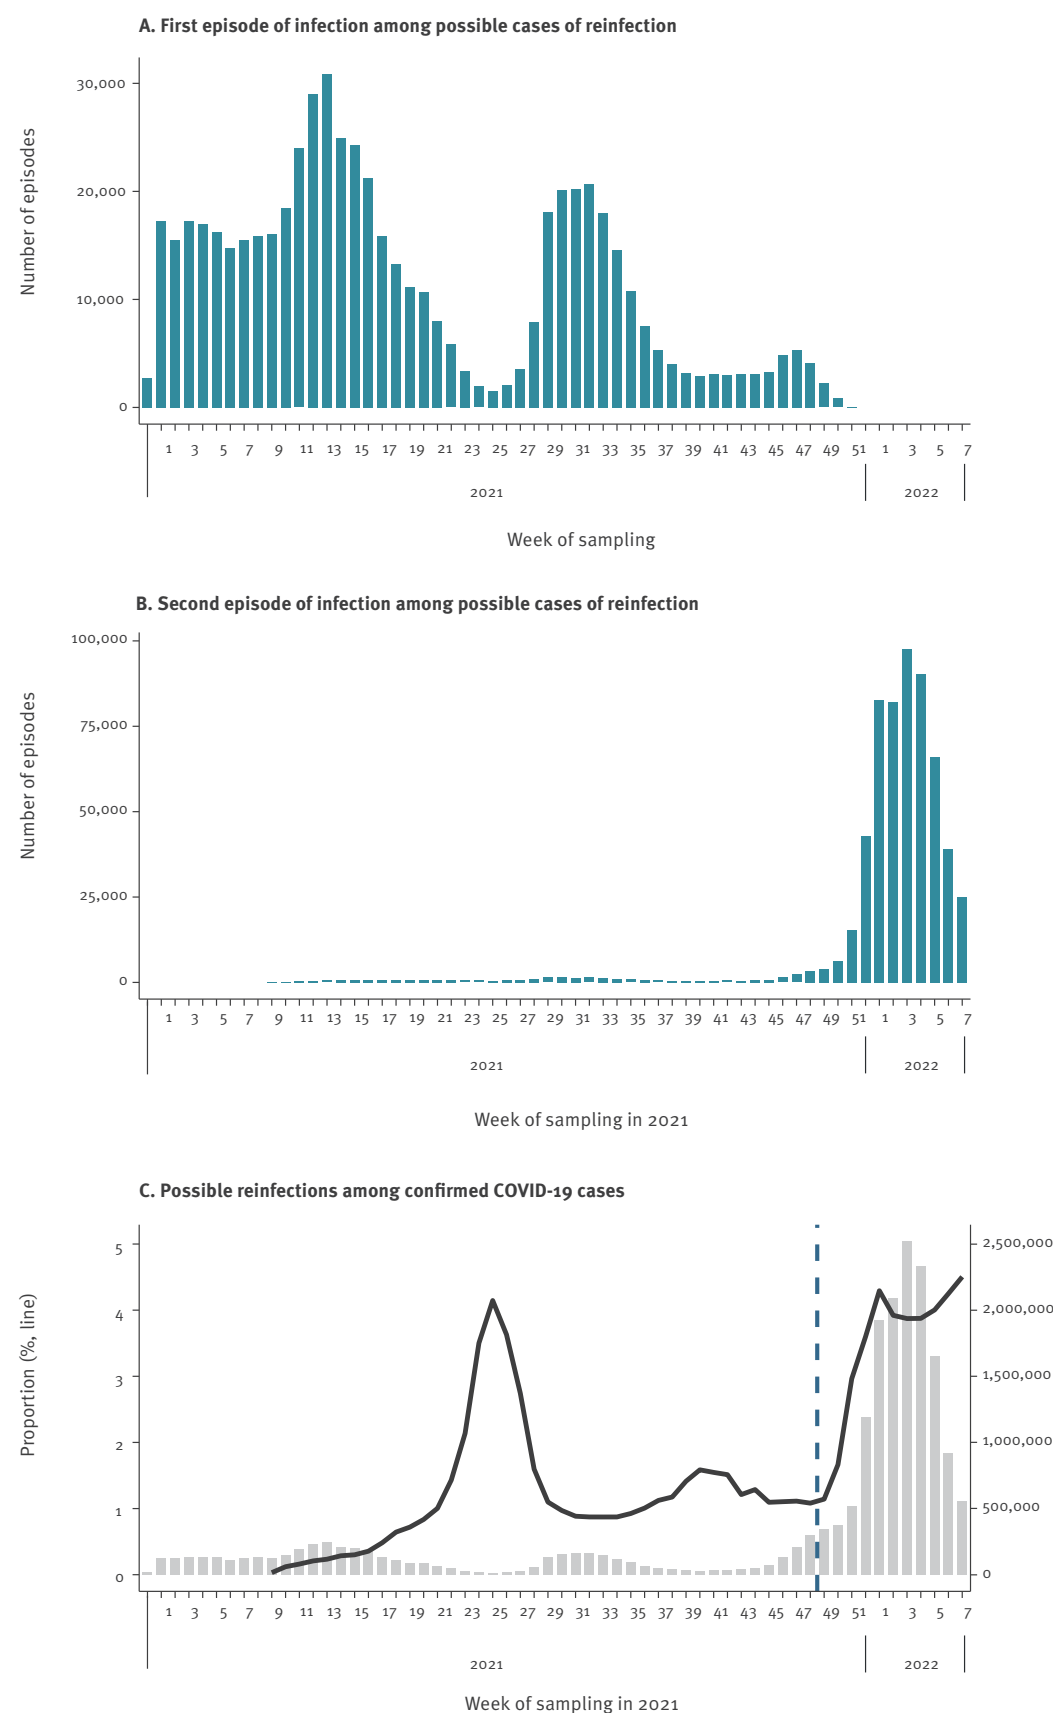 A. First episode of infection among possible cases of reinfection
Number of episodes
30,000
20,000
10,000
0
1 3 5 7 9 11 13 15 17 19 21 23 25 27 29 31 33 35 37 39 41 43 45 47 49 51 1 3 5 7
2021 2022
Week of sampling
B. Second episode of infection among possible cases of reinfection
Number of episodes
100,000
75,000
50,000
25,000
0
1 3 5 7 9 11 13 15 17 19 21 23 25 27 29 31 33 35 37 39 41 43 45 47 49 51 1 3 5 7
2021 2022
Week of sampling in 2021
C. Possible reinfections among confirmed COVID-19 cases
Proportion (%, line)
5 2,500,000
4 2,000,000
3 1,500,000
2 1,000,000
1 500,000
0 0
1 3 5 7 9 11 13 15 17 19 21 23 25 27 29 31 33 35 37 39 41 43 45 47 49 51 1 3 5 7
2021 2022
Week of sampling in 2021